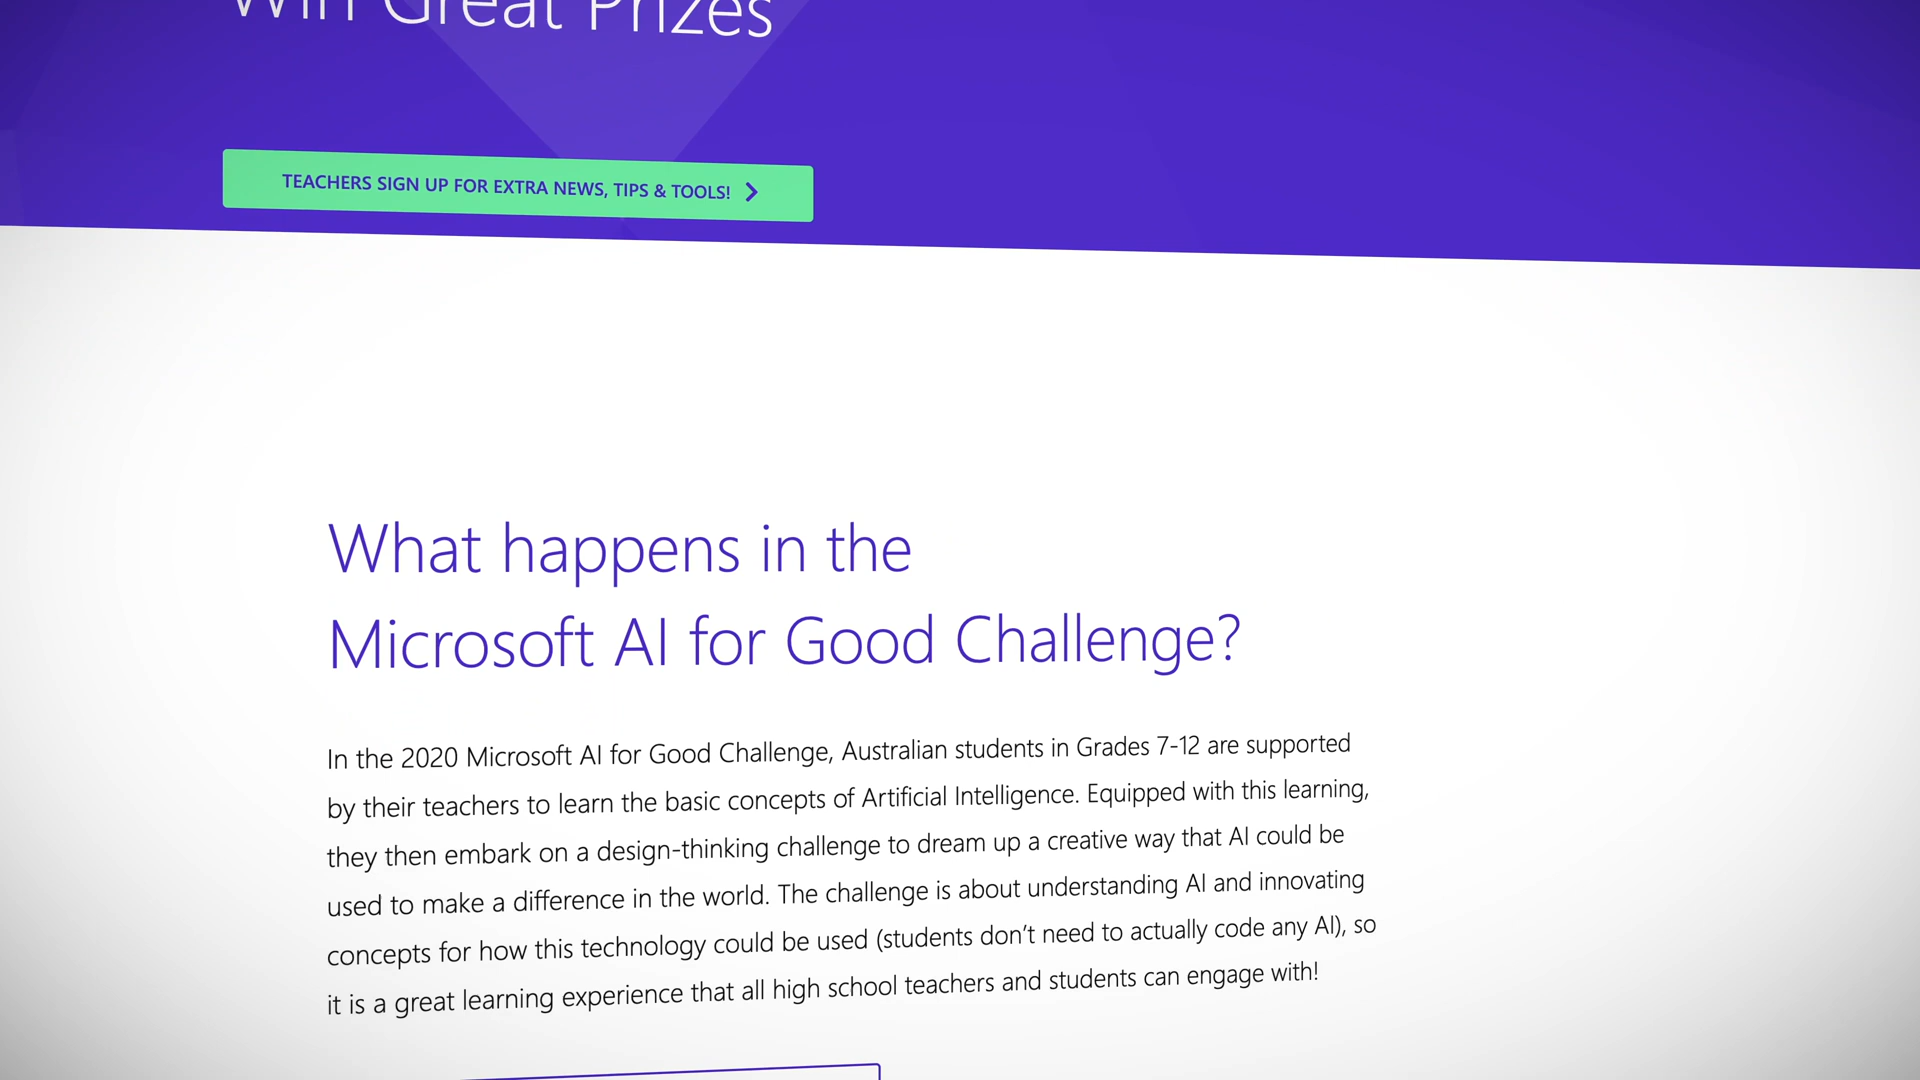 Win Great Prizes
TEACHERS SIGN UP FOR EXTRA NEWS, TIPS & TOOLS!
What happens in the
Microsoft AI for Good Challenge?
In the 2020 Microsoft AI for Good Challenge, Australian students in Grades 7-12 are supported
by their teachers to learn the basic concepts of Artificial Intelligence. Equipped with this learning,
they then embark on a design-thinking challenge to dream up a creative way that AI could be
used to make a difference in the world. The challenge is about understanding AI and innovating
concepts for how this technology could be used (students don’t need to actually code any AI), so
it is a great learning experience that all high school teachers and students can engage with!